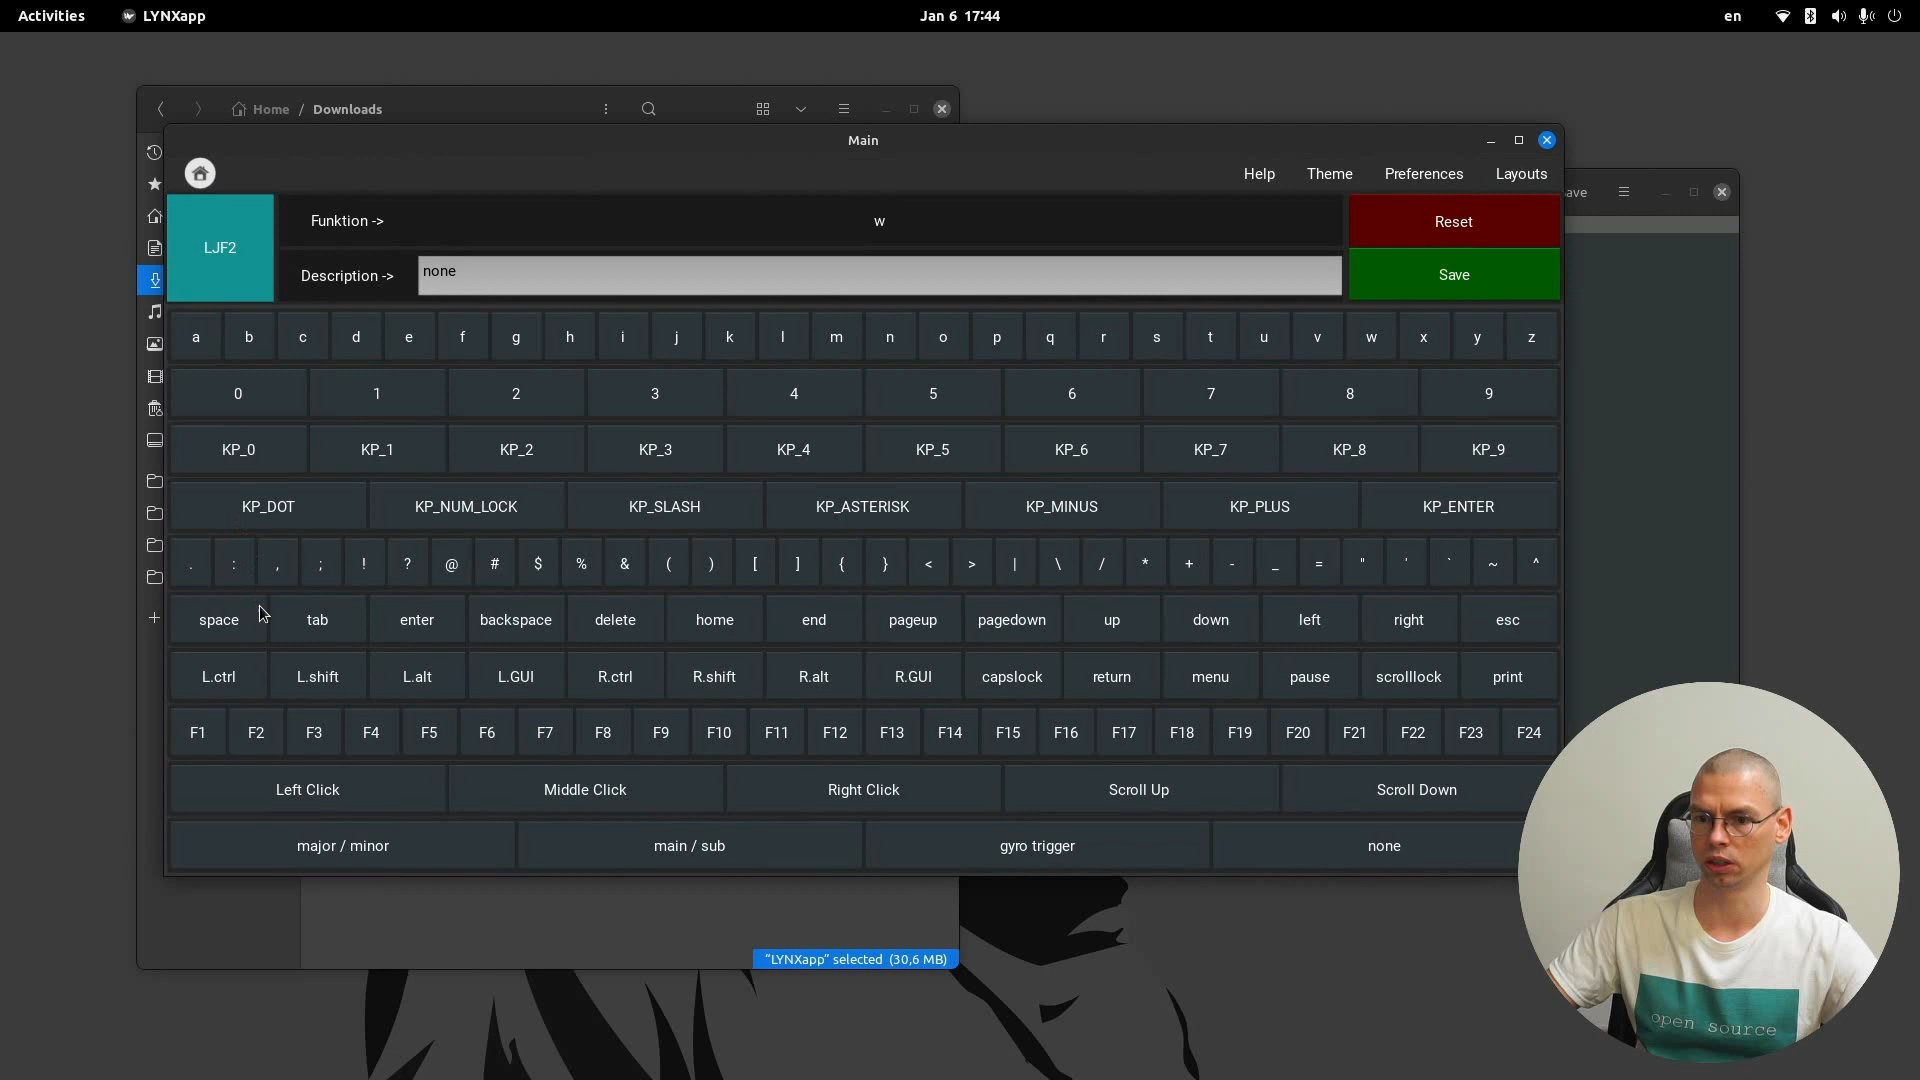 Activities LYNXapp Jan 6 17:44 en
Home / Downloads
Main
Help Theme Preferences Layouts
ave
LJF2
Funktion -> w
Reset
Description -> none
Save
a b c d e f g h i j k l m n o p q r s t u v w x y z
0 1 2 3 4 5 6 7 8 9
KP_0 KP_1 KP_2 KP_3 KP_4 KP_5 KP_6 KP_7 KP_8 KP_9
KP_DOT KP_NUM_LOCK KP_SLASH KP_ASTERISK KP_MINUS KP_PLUS KP_ENTER
. : , ; ! ? @ # $ % & ( ) [ ] { } < > | \ / * + - _ = " ' ` ~ ^
space tab enter backspace delete home end pageup pagedown up down left right esc
L.ctrl L.shift L.alt L.GUI R.ctrl R.shift R.alt R.GUI capslock return menu pause scrolllock print
F1 F2 F3 F4 F5 F6 F7 F8 F9 F10 F11 F12 F13 F14 F15 F16 F17 F18 F19 F20 F21 F22 F23 F24
Left Click Middle Click Right Click Scroll Up Scroll Down
major / minor main / sub gyro trigger none
“LYNXapp” selected (30,6 MB)
open source